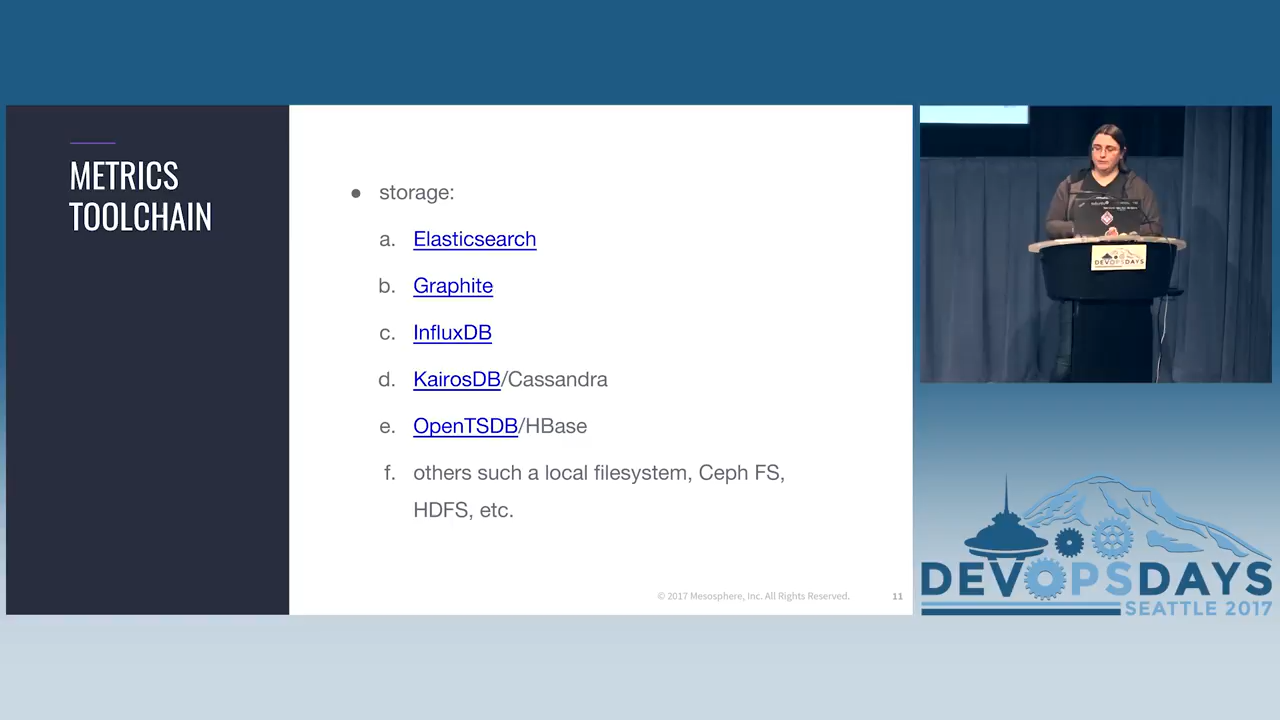 METRICS
TOOLCHAIN
● storage:
a. Elasticsearch
b. Graphite
c. InfluxDB
d. KairosDB/Cassandra
e. OpenTSDB/HBase
f. others such a local filesystem, Ceph FS,
HDFS, etc.
© 2017 Mesosphere, Inc. All Rights Reserved.
11
DEVOPSDAYS
DEVOPSDAYS
SEATTLE 2017